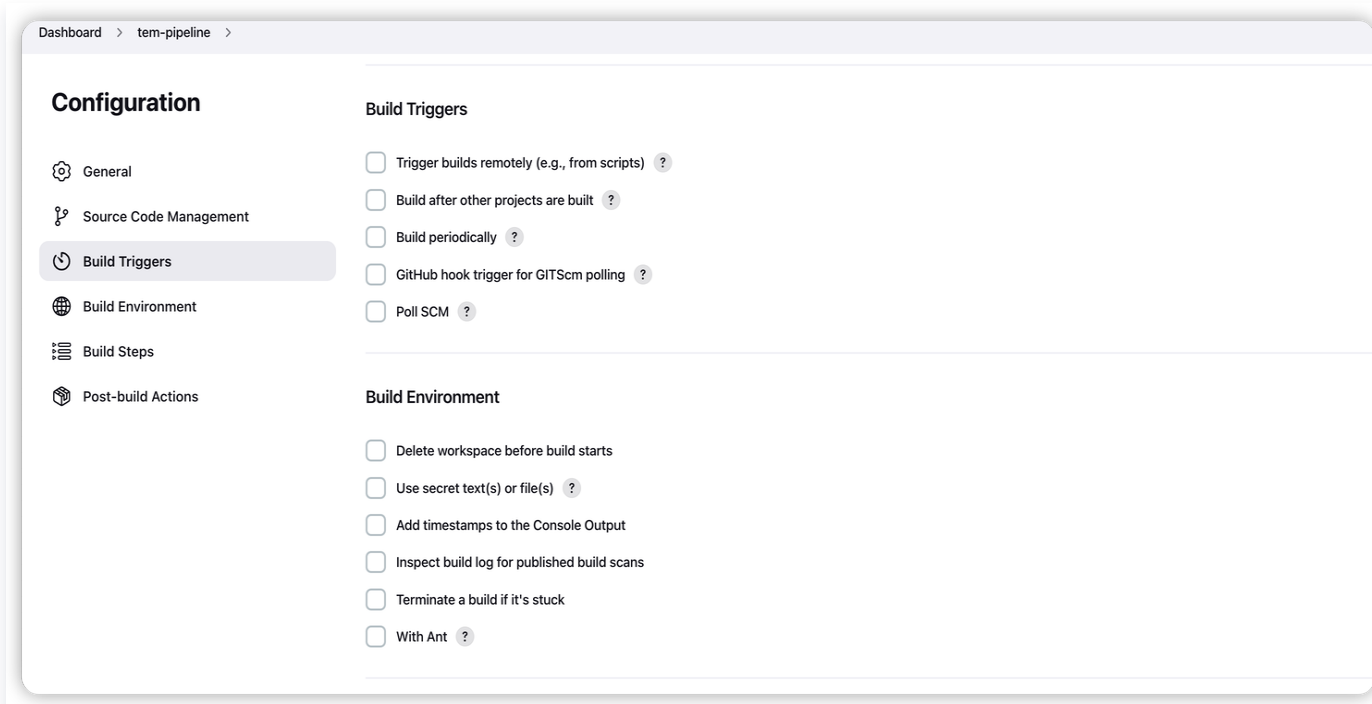 Dashboard > tem-pipeline >
Configuration
General
Source Code Management
Build Triggers
Build Environment
Build Steps
Post-build Actions
Build Triggers
Trigger builds remotely (e.g., from scripts) ?
Build after other projects are built ?
Build periodically ?
GitHub hook trigger for GITScm polling ?
Poll SCM ?
Build Environment
Delete workspace before build starts
Use secret text(s) or file(s) ?
Add timestamps to the Console Output
Inspect build log for published build scans
Terminate a build if it's stuck
With Ant ?